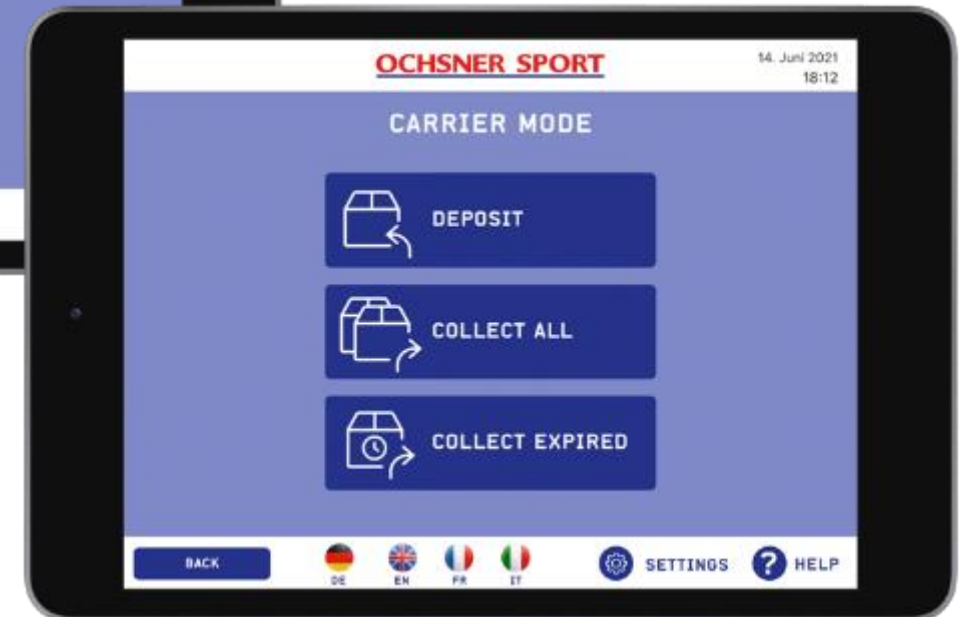 OCHSNER SPORT
14. Juni 2021
18:12
CARRIER MODE
DEPOSIT
COLLECT ALL
COLLECT EXPIRED
BACK
DE
EN
FR
IT
SETTINGS
? HELP